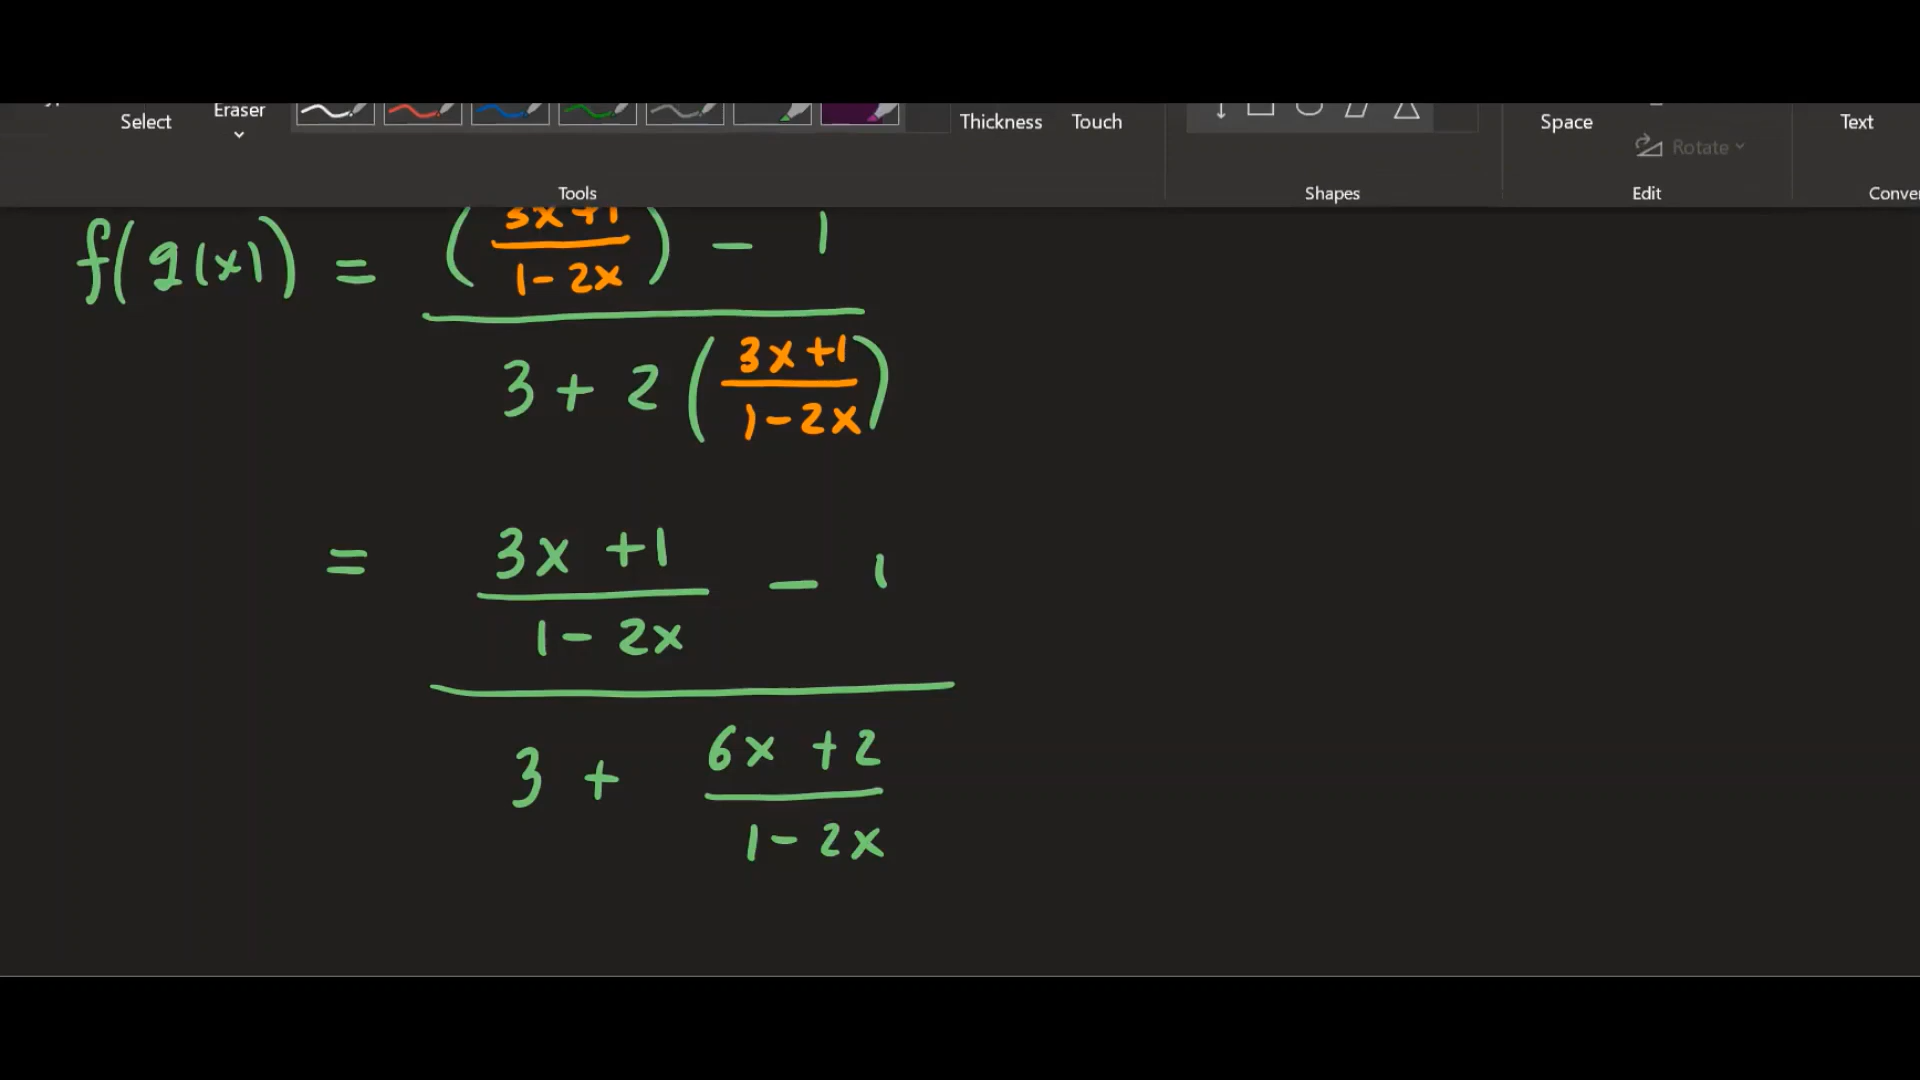 Select Eraser Thickness Touch Space Text
Rotate
Tools Shapes Edit Conver
3x+1
f(g(x)) = ( ) - 1
1-2x
3x+1
3 + 2 ( )
1-2x
3x +1
= - 1
1-2x
6x +2
3 +
1-2x